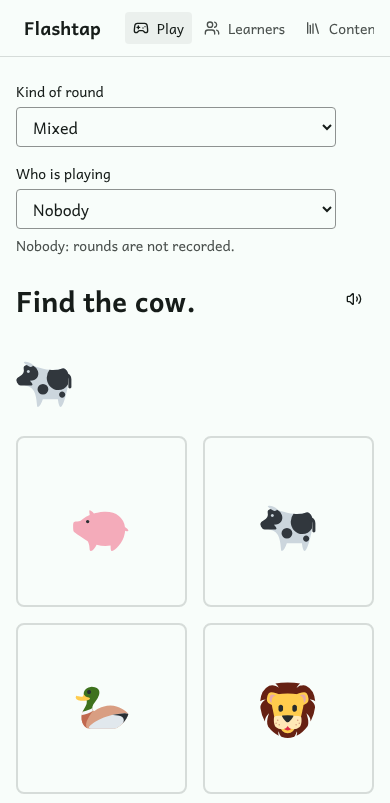 Flashtap
Play
Learners
Conten
Kind of round
Mixed
Who is playing
Nobody
Nobody: rounds are not recorded.
Find the cow.